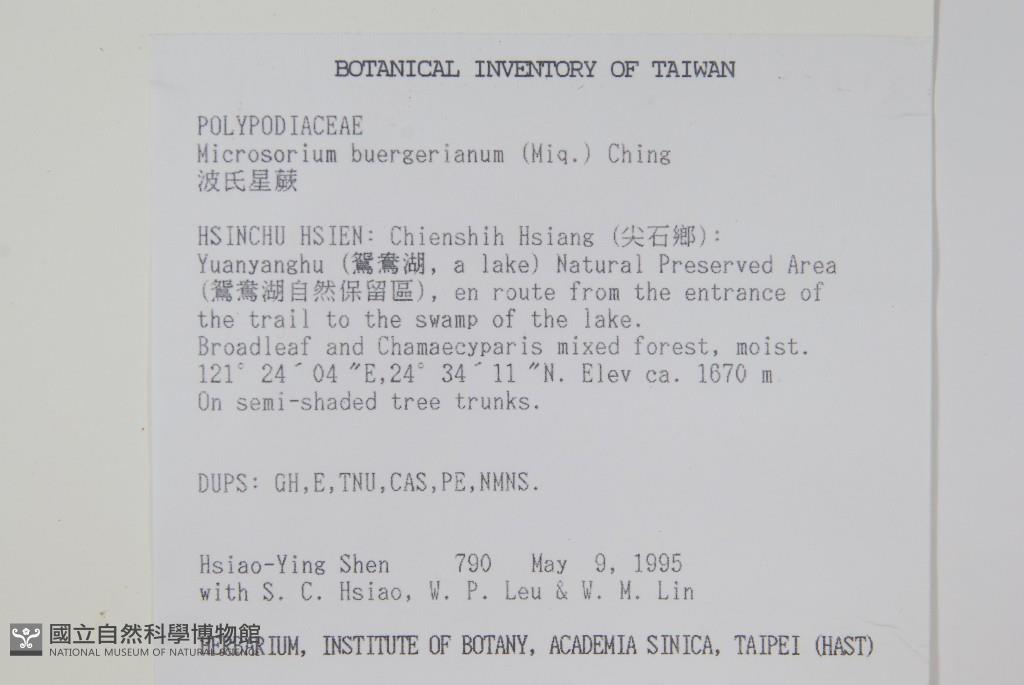 BOTANICAL INVENTORY OF TAIWAN
POLYPODIACEAE
Microsorium buergerianum (Miq.) Ching
波氏星蕨
HSINCHU HSIEN: Chienshih Hsiang (尖石鄉):
Yuanyanghu (鴛鴦湖, a lake) Natural Preserved Area
(鴛鴦湖自然保留區), en route from the entrance of
the trail to the swamp of the lake.
Broadleaf and Chamaecyparis mixed forest, moist.
121° 24´04 ″E,24° 34´11 ″N. Elev ca. 1670 m
On semi-shaded tree trunks.
DUPS: GH,E,TNU,CAS,PE,NMNS.
Hsiao-Ying Shen 790 May 9, 1995
with S. C. Hsiao, W. P. Leu & W. M. Lin
HERBARIUM, INSTITUTE OF BOTANY, ACADEMIA SINICA, TAIPEI (HAST)
國立自然科學博物館
NATIONAL MUSEUM OF NATURAL SCIENCE